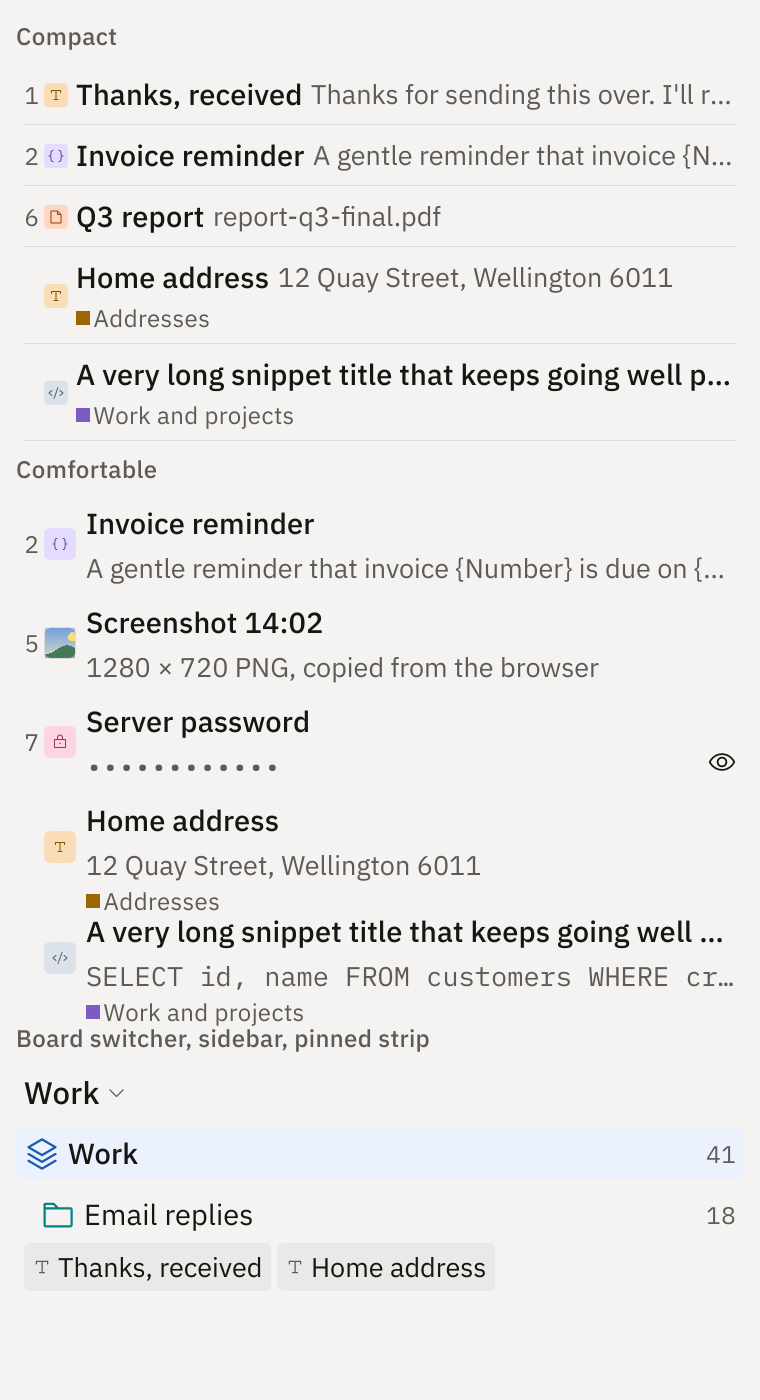 Compact
1 T Thanks, received Thanks for sending this over. I'll r...
2 {} Invoice reminder A gentle reminder that invoice {N...
6 Q3 report report-q3-final.pdf
Home address 12 Quay Street, Wellington 6011
T
Addresses
A very long snippet title that keeps going well p...
</>
Work and projects
Comfortable
Invoice reminder
2 {}
A gentle reminder that invoice {Number} is due on {...
Screenshot 14:02
5
1280 × 720 PNG, copied from the browser
Server password
7
••••••••••••
Home address
T
12 Quay Street, Wellington 6011
Addresses
A very long snippet title that keeps going well ...
</>
SELECT id, name FROM customers WHERE cr...
Work and projects
Board switcher, sidebar, pinned strip
Work
Work 41
Email replies 18
T Thanks, received T Home address